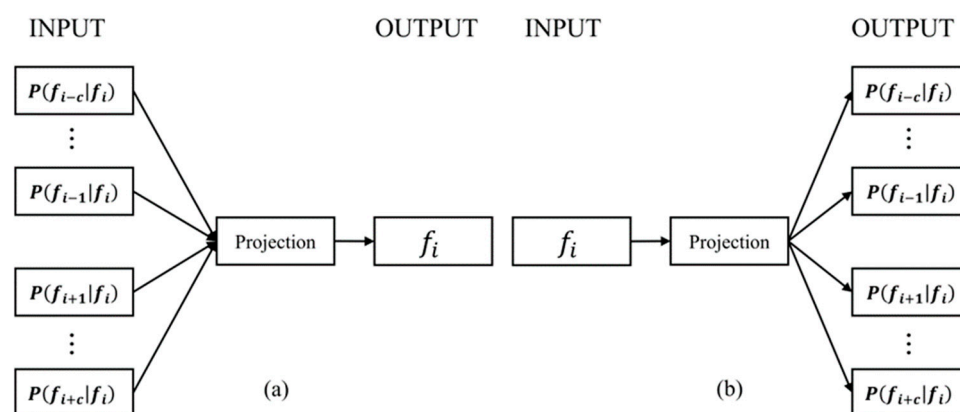 INPUT
OUTPUT
P(f_{i-c}|f_i)
⋮
P(f_{i-1}|f_i)
Projection
f_i
P(f_{i+1}|f_i)
⋮
P(f_{i+c}|f_i)
(a)
INPUT
OUTPUT
f_i
Projection
P(f_{i-c}|f_i)
⋮
P(f_{i-1}|f_i)
P(f_{i+1}|f_i)
⋮
P(f_{i+c}|f_i)
(b)